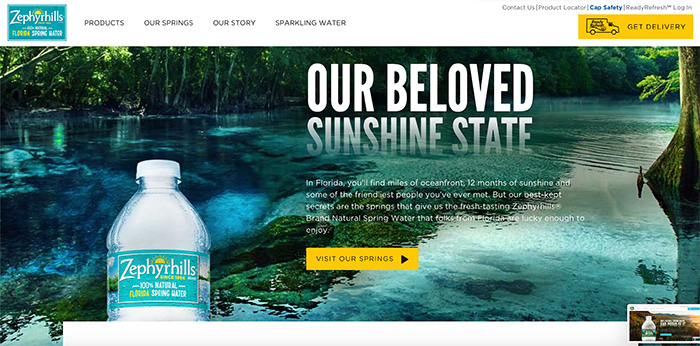 Contact Us | Product Locator | Cap Safety | ReadyRefresh℠ Log In
Zephyrhills
100% NATURAL
FLORIDA SPRING WATER
PRODUCTS OUR SPRINGS OUR STORY SPARKLING WATER
GET DELIVERY
OUR BELOVED
SUNSHINE STATE
In Florida, you'll find miles of oceanfront, 12 months of sunshine and
some of the friendliest people you've ever met. But our best-kept
secrets are the springs that give us the fresh-tasting Zephyrhills®
Brand Natural Spring Water that folks from Florida are lucky enough to
enjoy.
VISIT OUR SPRINGS
Zephyrhills
SINCE 1964
100% NATURAL
FLORIDA SPRING WATER